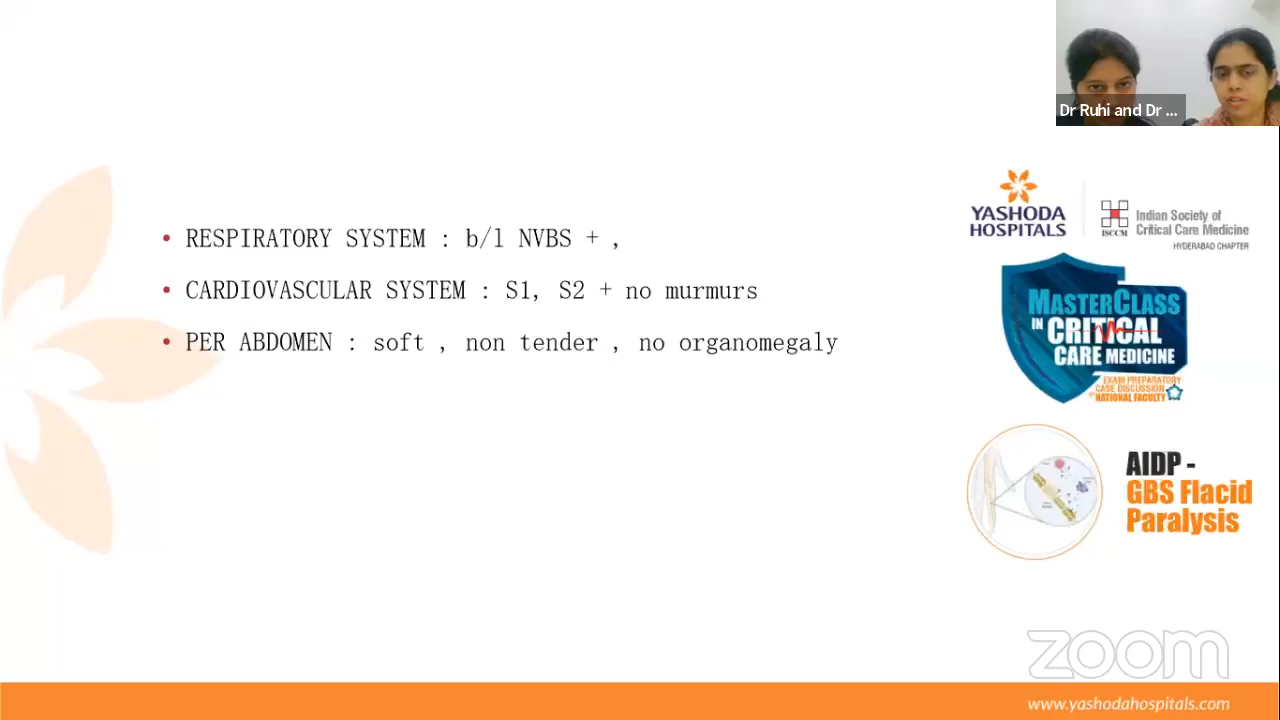 Dr Ruhi and Dr ...
• RESPIRATORY SYSTEM : b/l NVBS + ,
• CARDIOVASCULAR SYSTEM : S1, S2 + no murmurs
• PER ABDOMEN : soft , non tender , no organomegaly
YASHODA
HOSPITALS
ISCCM
Indian Society of
Critical Care Medicine
HYDERABAD CHAPTER
MASTERCLASS
IN CRITICAL
CARE MEDICINE
EXAM PREPARATORY
CASE DISCUSSION
BY NATIONAL FACULTY
AIDP -
GBS Flacid
Paralysis
zoom
www.yashodahospitals.com